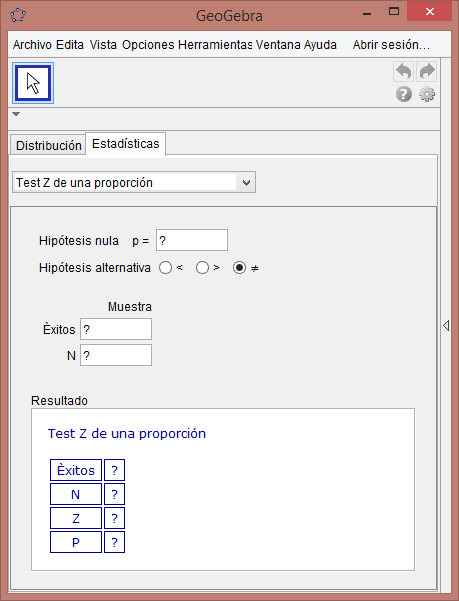 GeoGebra
Archivo Edita Vista Opciones Herramientas Ventana Ayuda Abrir sesión...
Distribución Estadísticas
Test Z de una proporción
Hipótesis nula p = ?
Hipótesis alternativa < > ≠
Muestra
Èxitos ?
N ?
Resultado
Test Z de una proporción
Èxitos ?
N ?
Z ?
P ?